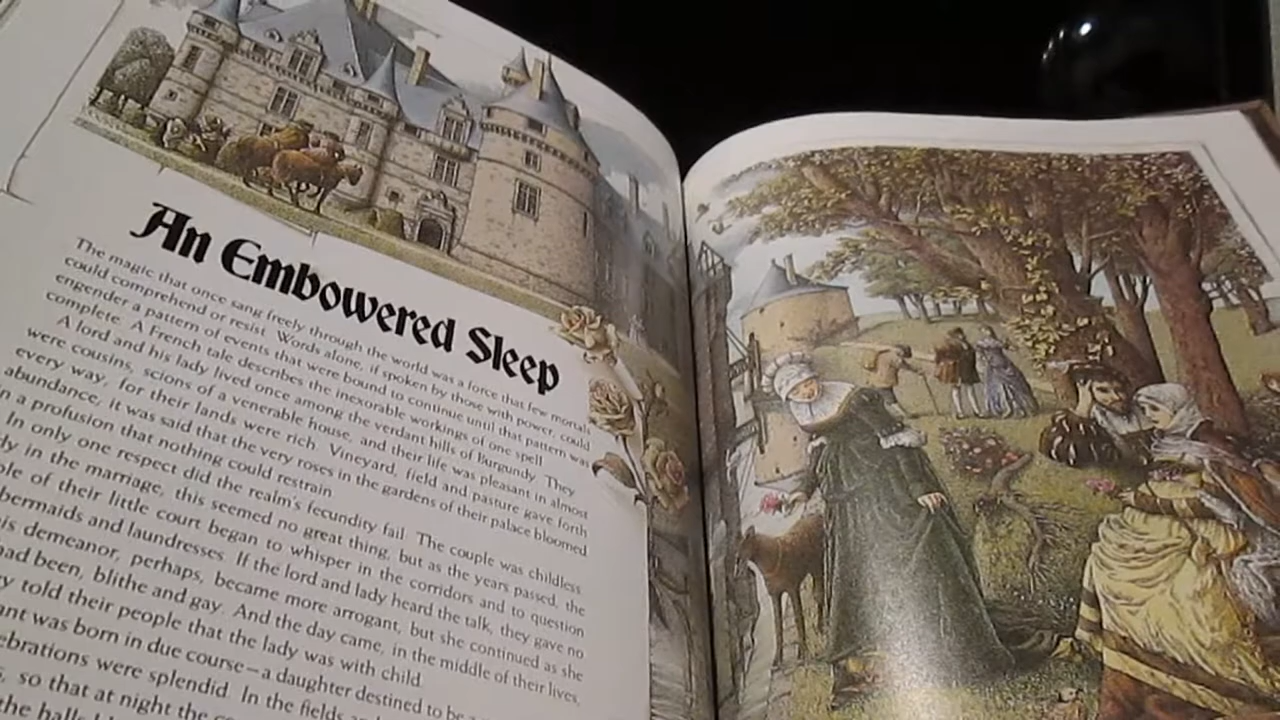 An Embowered Sleep
The magic that once sang freely through the world was a force that few mortals
could comprehend or resist. Words alone, if spoken by those with power, could
engender a pattern of events that were bound to continue until that pattern was
complete. A French tale describes the inexorable workings of one spell.
A lord and his lady lived once among the verdant hills of Burgundy. They
were cousins, scions of a venerable house, and their life was pleasant in almost
every way, for their lands were rich. Vineyard, field and pasture gave forth
abundance; it was said that the very roses in the gardens of their palace bloomed
in a profusion that nothing could restrain.
In only one respect did the realm's fecundity fail. The couple was childless.
in the marriage, this seemed no great thing, but as the years passed, the
of their little court began to whisper in the corridors and to question
and laundresses. If the lord and lady heard the talk, they gave no
demeanor, perhaps, became more arrogant, but she continued as she
had been, blithe and gay. And the day came, in the middle of their lives,
told their people that the lady was with child.
was born in due course—a daughter destined to be
were splendid. In the fields
so that at night the
the halls